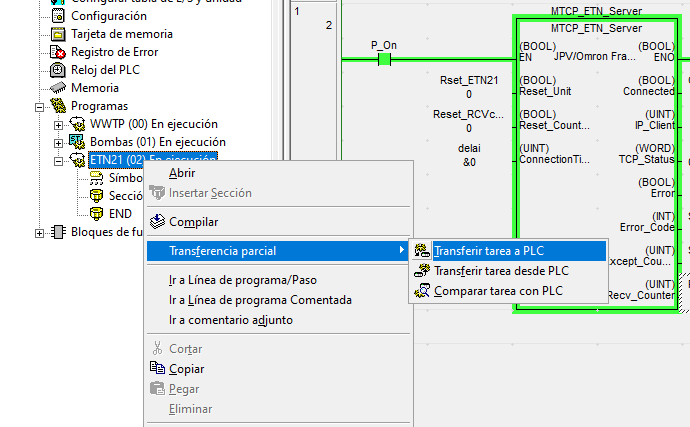 Configurar tabla de E/S y unidad
Configuración
Tarjeta de memoria
Registro de Error
Reloj del PLC
Memoria
Programas
WWTP (00) En ejecución
Bombas (01) En ejecución
ETN21 (02) En ejecución
Símbo
Secció
END
Bloques de fu
Abrir
Insertar Sección
Compilar
Transferencia parcial
Ir a Línea de programa/Paso
Ir a Línea de programa Comentada
Ir a comentario adjunto
Cortar
Copiar
Pegar
Eliminar
Transferir tarea a PLC
Transferir tarea desde PLC
Comparar tarea con PLC
1
2
P_On
MTCP_ETN_Server
MTCP_ETN_Server
(BOOL) (BOOL)
EN JPV/Omron Fra... ENO
Rset_ETN21 (BOOL) (BOOL)
0 Reset_Unit Connected
Reset_RCVc... (BOOL) (UINT)
0 Reset_Count... IP_Client
delai (UINT) (WORD)
&0 ConnectionTi... TCP_Status
(BOOL)
Error
(INT)
Error_Code
(UINT)
xcept_Cou...
(UINT)
Recv_Counter